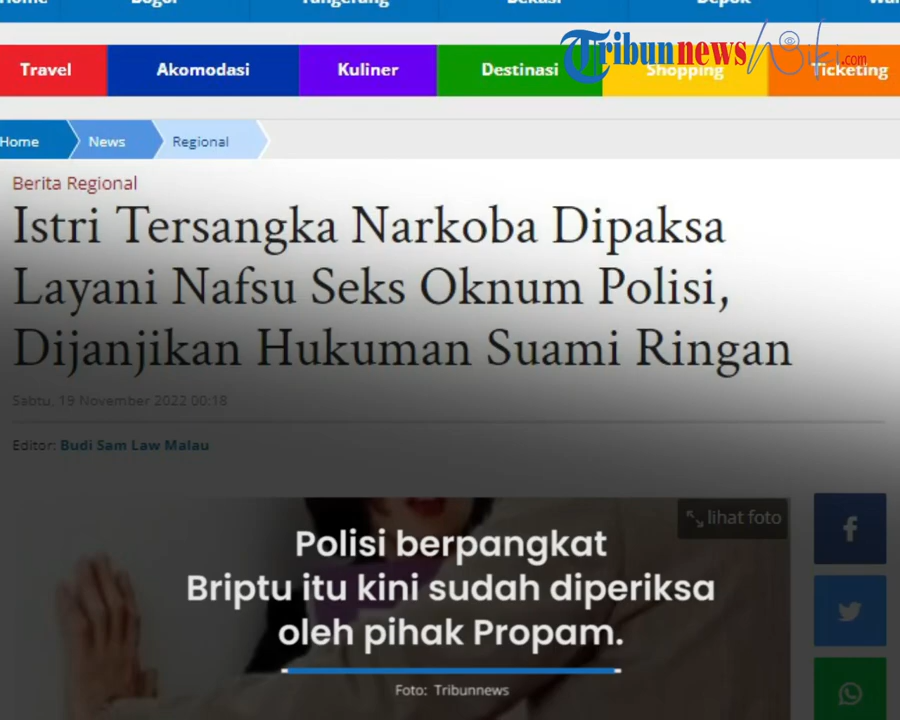 Home Bogor Tangerang Bekasi Depok
Travel Akomodasi Kuliner Destinasi Shopping Ticketing
Tribunnewswiki.com
Home News Regional
Berita Regional
Istri Tersangka Narkoba Dipaksa
Layani Nafsu Seks Oknum Polisi,
Dijanjikan Hukuman Suami Ringan
Sabtu, 19 November 2022 00:18
Editor: Budi Sam Law Malau
lihat foto
Polisi berpangkat
Briptu itu kini sudah diperiksa
oleh pihak Propam.
Foto: Tribunnews